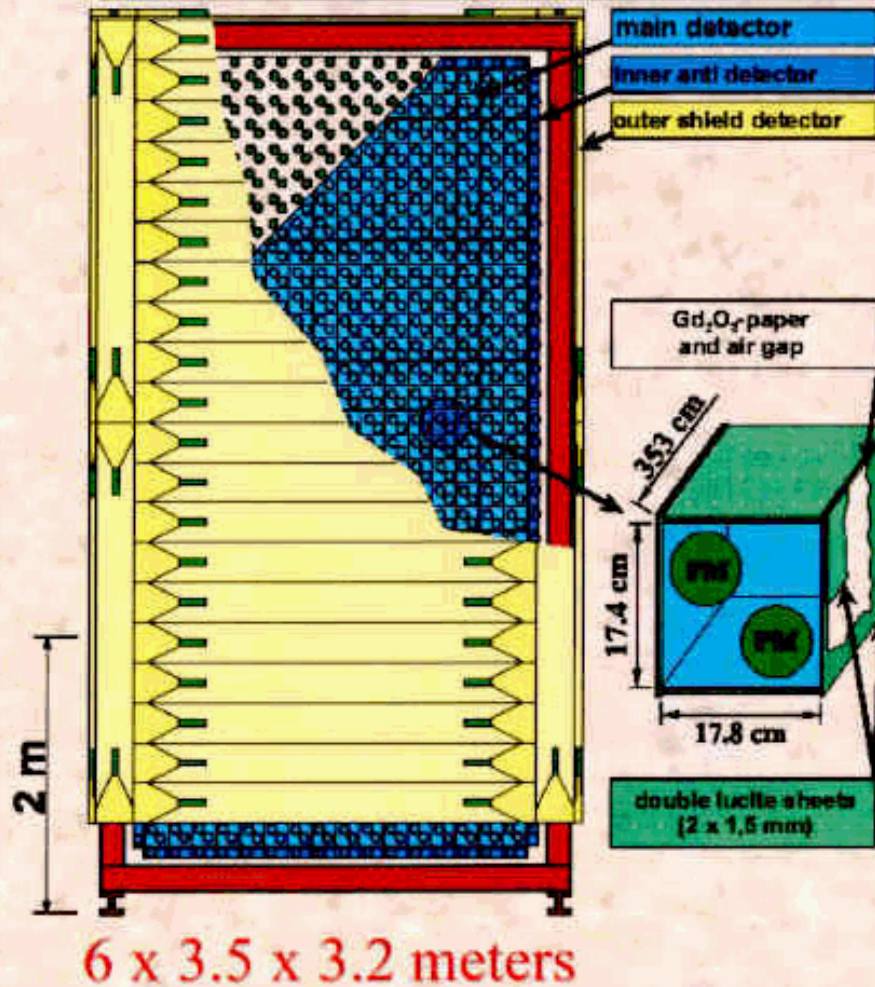 main detector
inner anti detector
outer shield detector
Gd₂O₃-paper
and air gap
353 cm
17.4 cm
PM
PM
17.8 cm
2 m
double lucite sheets
(2 x 1,5 mm)
6 x 3.5 x 3.2 meters